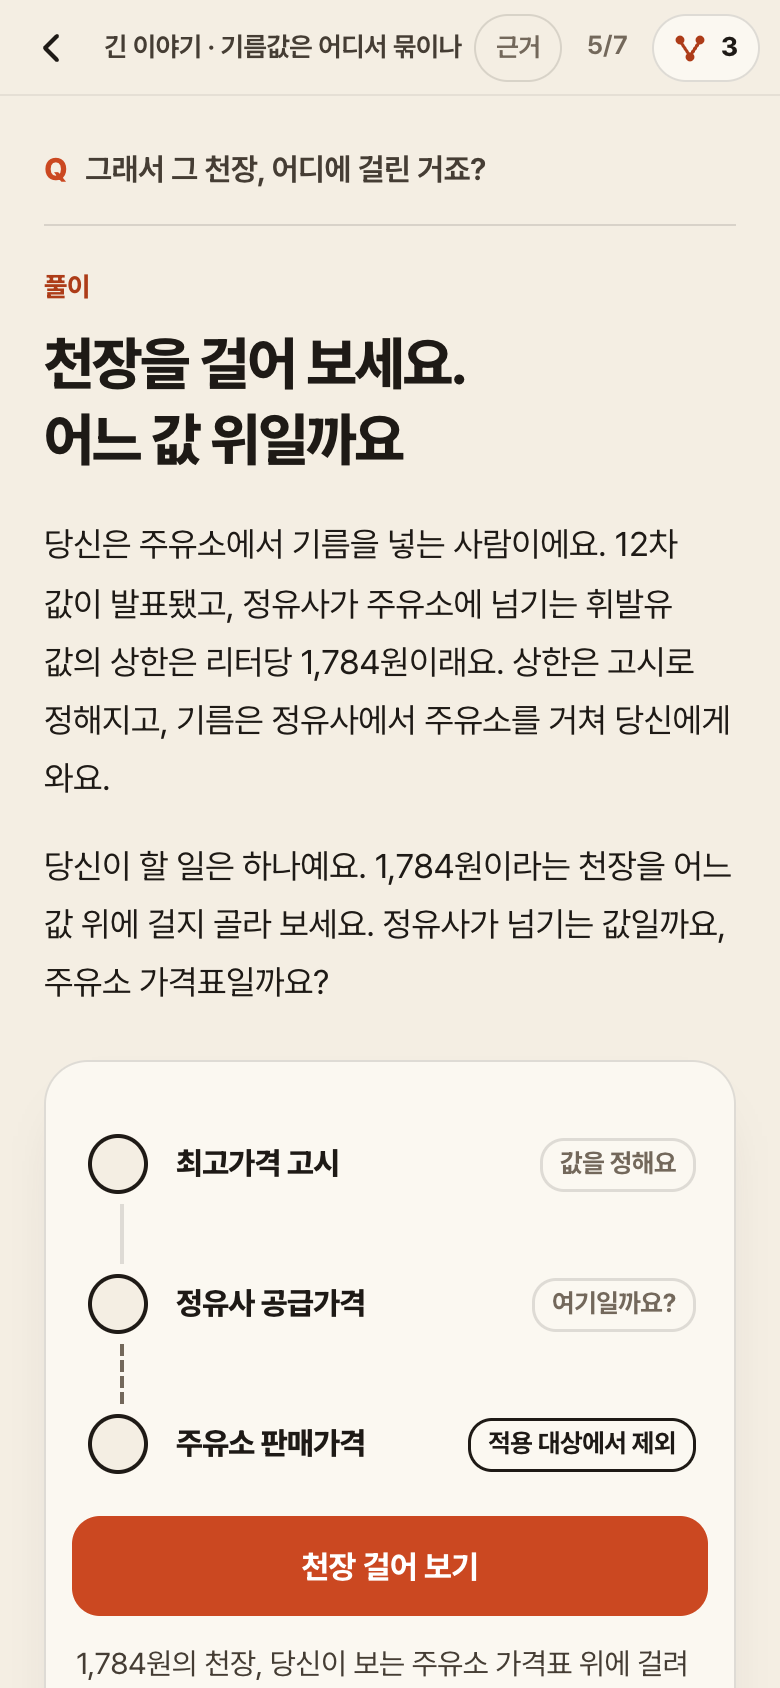 긴 이야기 · 기름값은 어디서 묶이나
근거
5/7
3
Q 그래서 그 천장, 어디에 걸린 거죠?
풀이
천장을 걸어 보세요.
어느 값 위일까요
당신은 주유소에서 기름을 넣는 사람이에요. 12차
값이 발표됐고, 정유사가 주유소에 넘기는 휘발유
값의 상한은 리터당 1,784원이래요. 상한은 고시로
정해지고, 기름은 정유사에서 주유소를 거쳐 당신에게
와요.
당신이 할 일은 하나예요. 1,784원이라는 천장을 어느
값 위에 걸지 골라 보세요. 정유사가 넘기는 값일까요,
주유소 가격표일까요?
최고가격 고시
값을 정해요
정유사 공급가격
여기일까요?
주유소 판매가격
적용 대상에서 제외
천장 걸어 보기
1,784원의 천장, 당신이 보는 주유소 가격표 위에 걸려